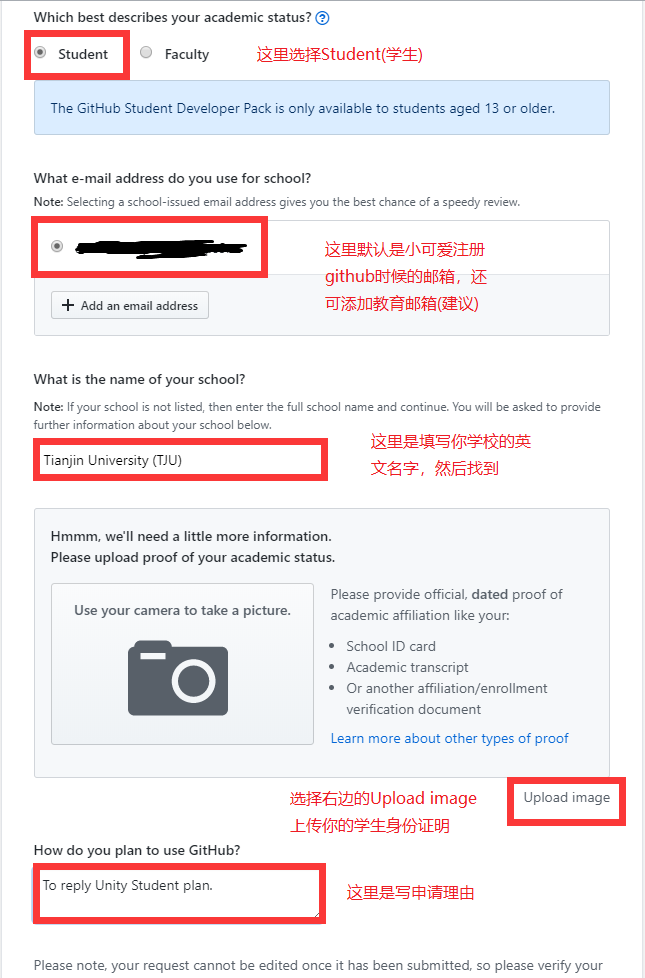 Which best describes your academic status? ?
Student
Faculty
这里选择Student(学生)
The GitHub Student Developer Pack is only available to students aged 13 or older.
What e-mail address do you use for school?
Note: Selecting a school-issued email address gives you the best chance of a speedy review.
这里默认是小可爱注册
github时候的邮箱，还
可添加教育邮箱(建议)
+ Add an email address
What is the name of your school?
Note: If your school is not listed, then enter the full school name and continue. You will be asked to provide
further information about your school below.
Tianjin University (TJU)
这里是填写你学校的英
文名字，然后找到
Hmmm, we'll need a little more information.
Please upload proof of your academic status.
Use your camera to take a picture.
Please provide official, dated proof of
academic affiliation like your:
• School ID card
• Academic transcript
• Or another affiliation/enrollment
verification document
Learn more about other types of proof
选择右边的Upload image
上传你的学生身份证明
Upload image
How do you plan to use GitHub?
To reply Unity Student plan.
这里是写申请理由
Please note, your request cannot be edited once it has been submitted, so please verify your